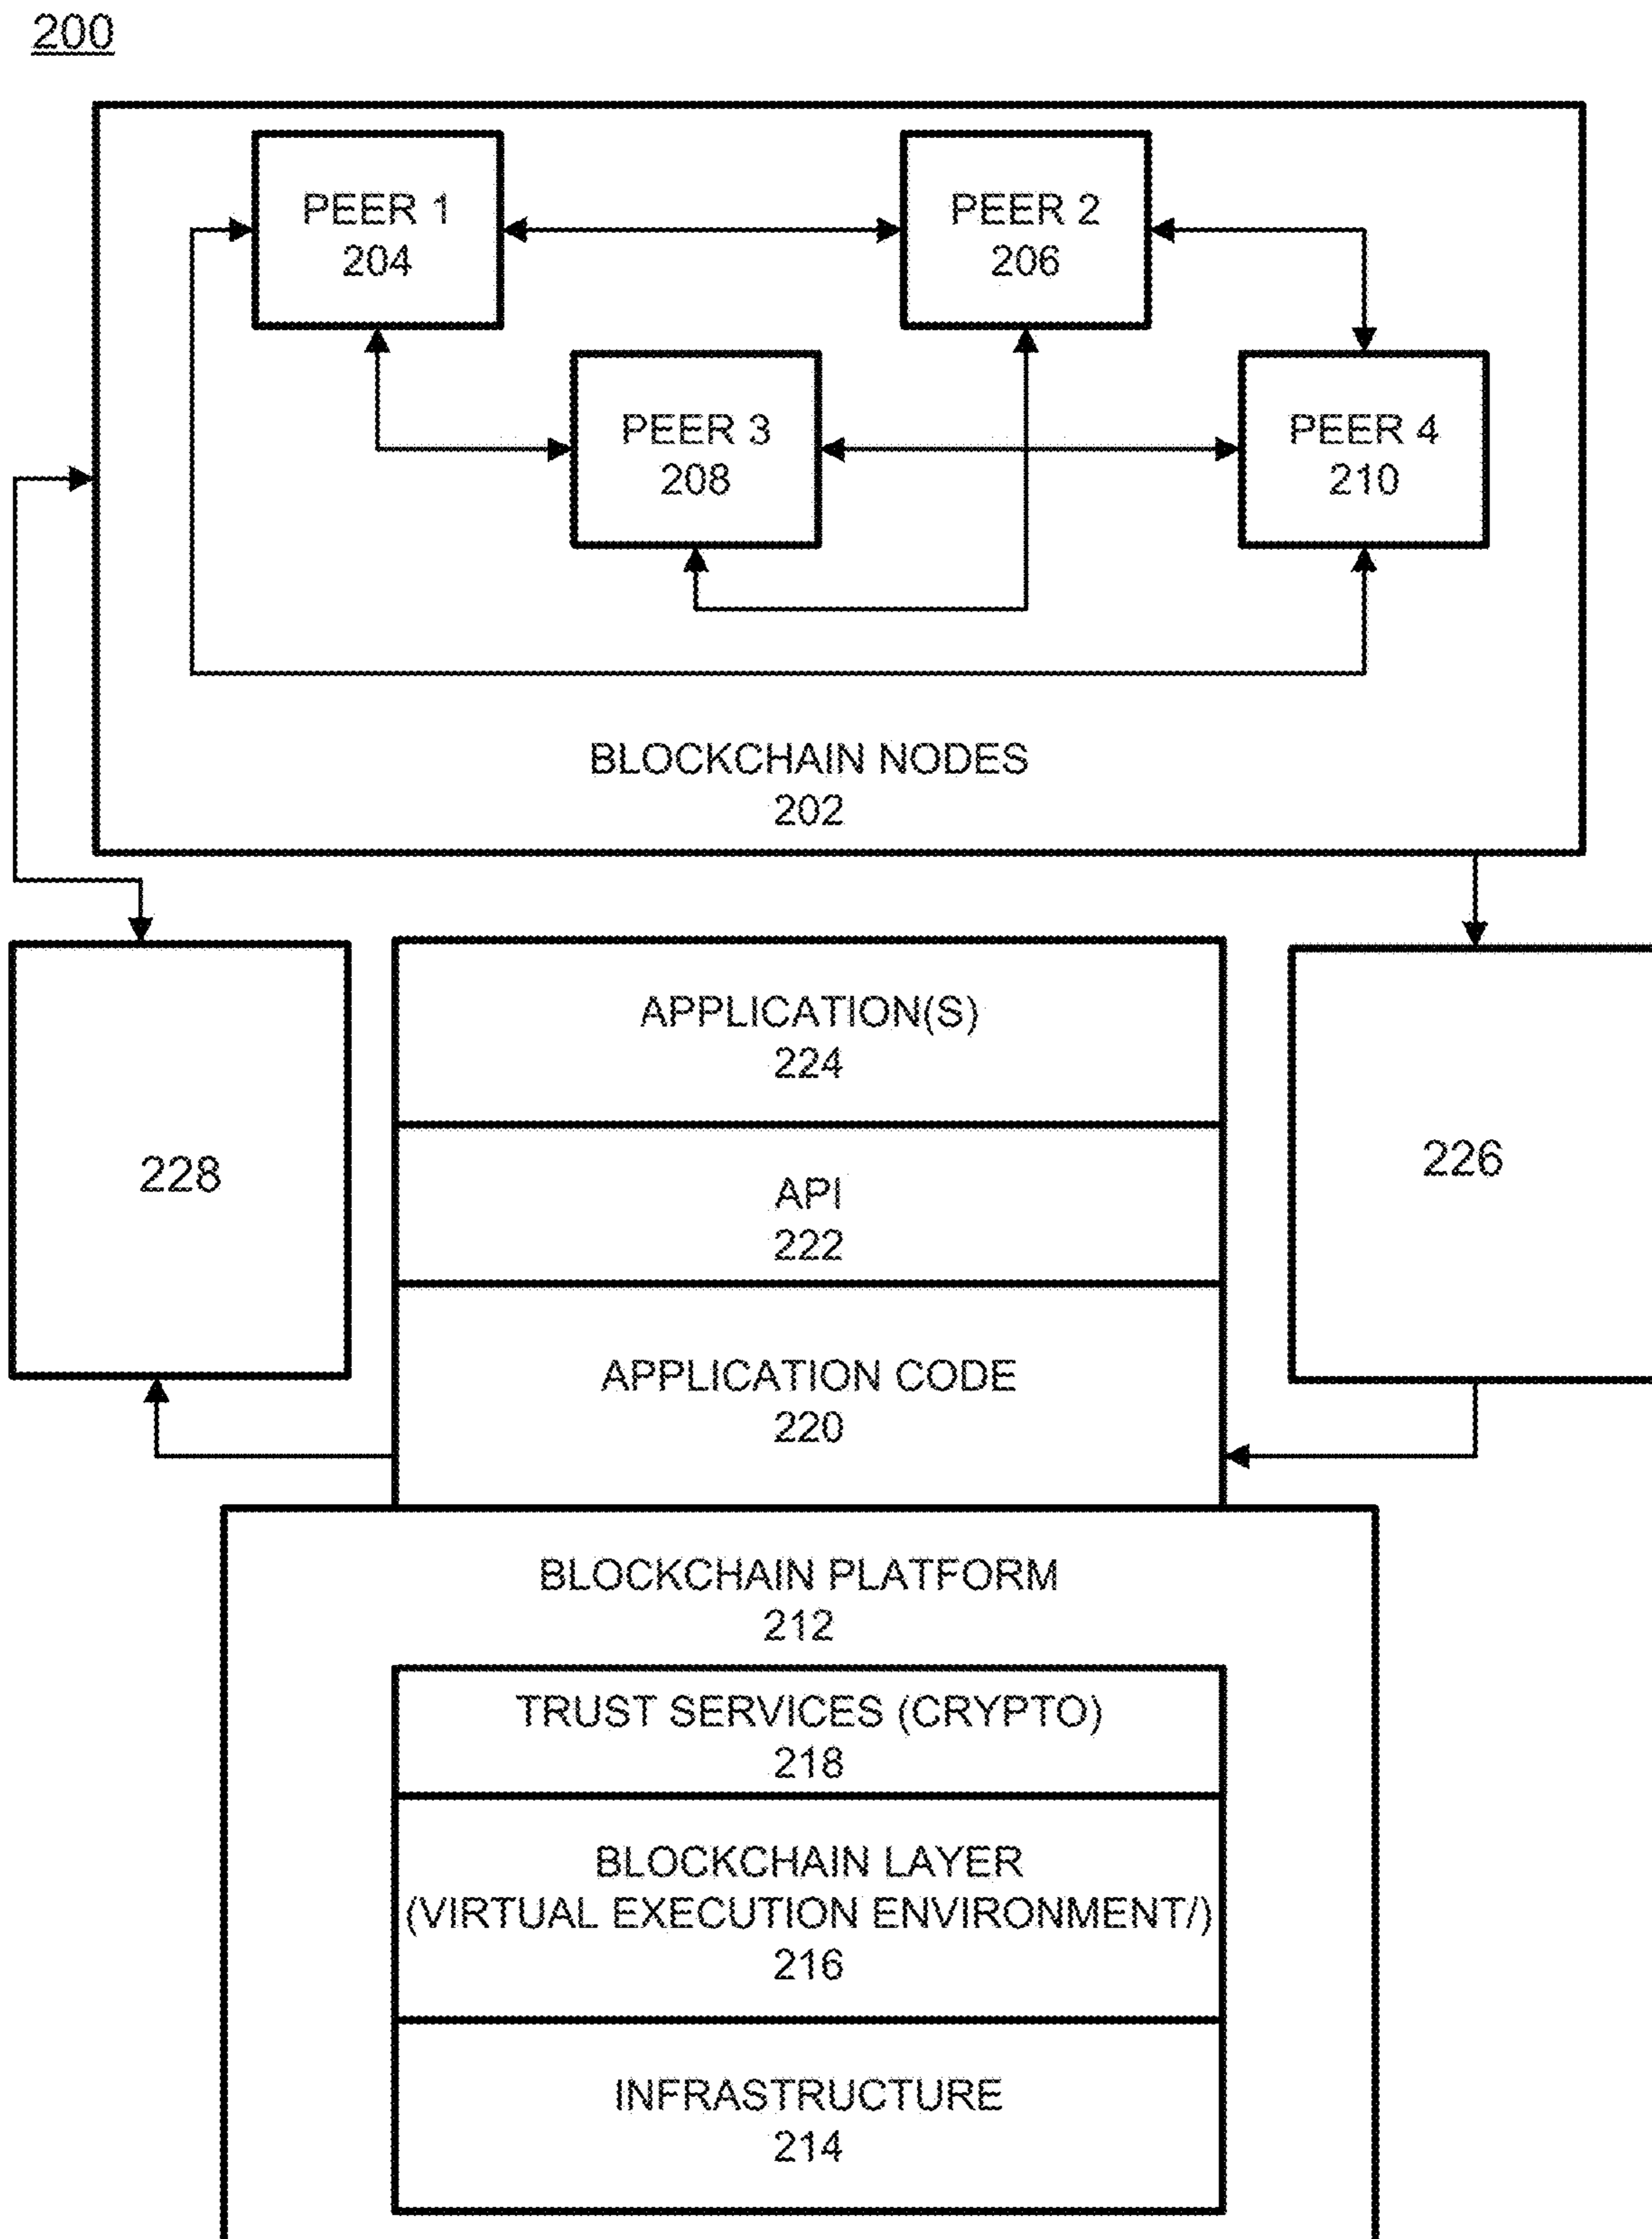 200
PEER 1
204
PEER 2
206
PEER 3
208
PEER 4
210
BLOCKCHAIN NODES
202
228
APPLICATION(S)
224
API
222
APPLICATION CODE
220
226
BLOCKCHAIN PLATFORM
212
TRUST SERVICES (CRYPTO)
218
BLOCKCHAIN LAYER
(VIRTUAL EXECUTION ENVIRONMENT/)
216
INFRASTRUCTURE
214